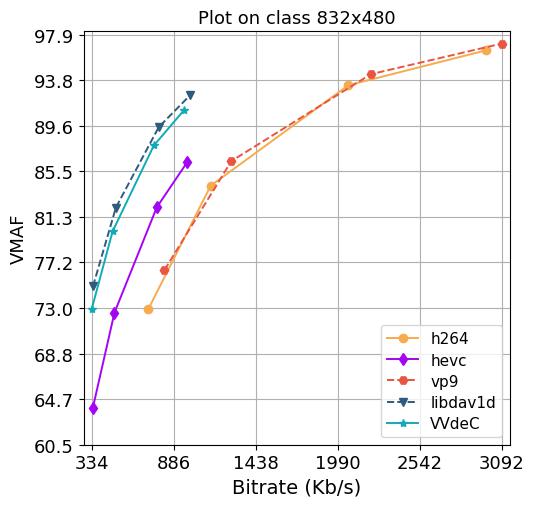 Plot on class 832x480
97.9
93.8
89.6
85.5
81.3
77.2
73.0
68.8
64.7
60.5
VMAF
h264
hevc
vp9
libdav1d
VVdeC
334 886 1438 1990 2542 3092
Bitrate (Kb/s)